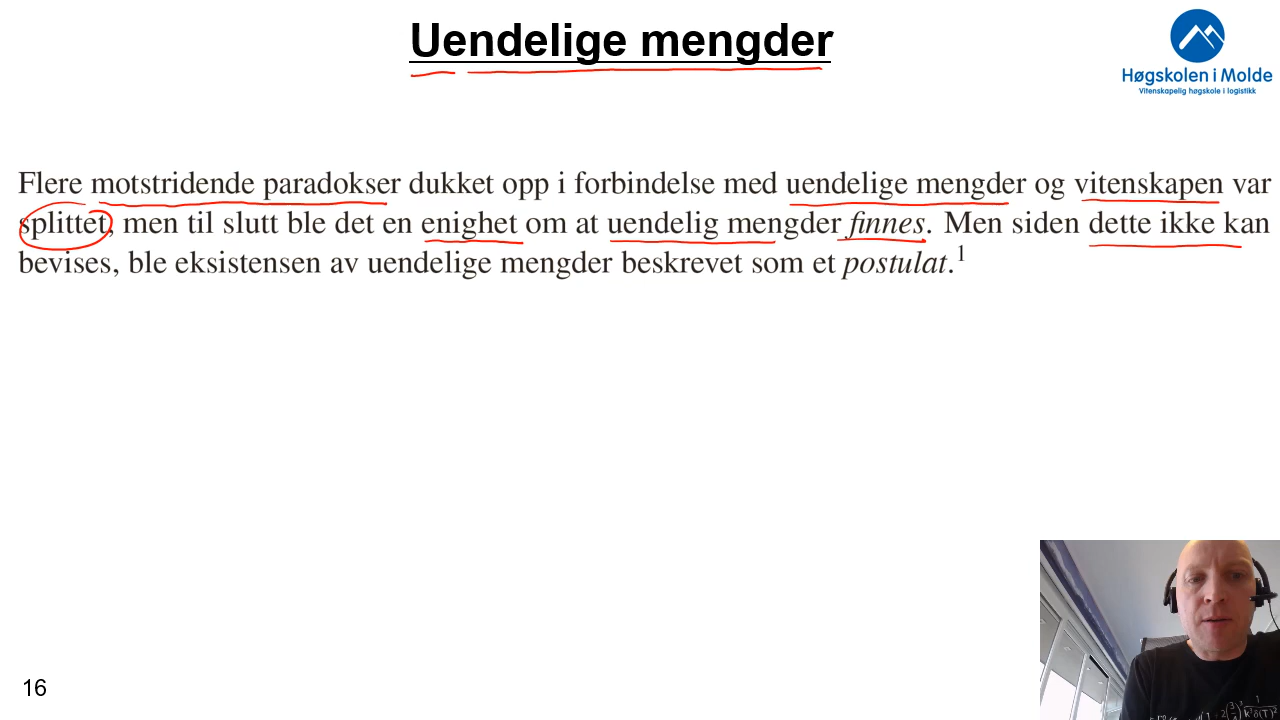 Uendelige mengder
Høgskolen i Molde
Vitenskapelig høgskole i logistikk
Flere motstridende paradokser dukket opp i forbindelse med uendelige mengder og vitenskapen var
splittet, men til slutt ble det en enighet om at uendelig mengder finnes. Men siden dette ikke kan
bevises, ble eksistensen av uendelige mengder beskrevet som et postulat.1
16